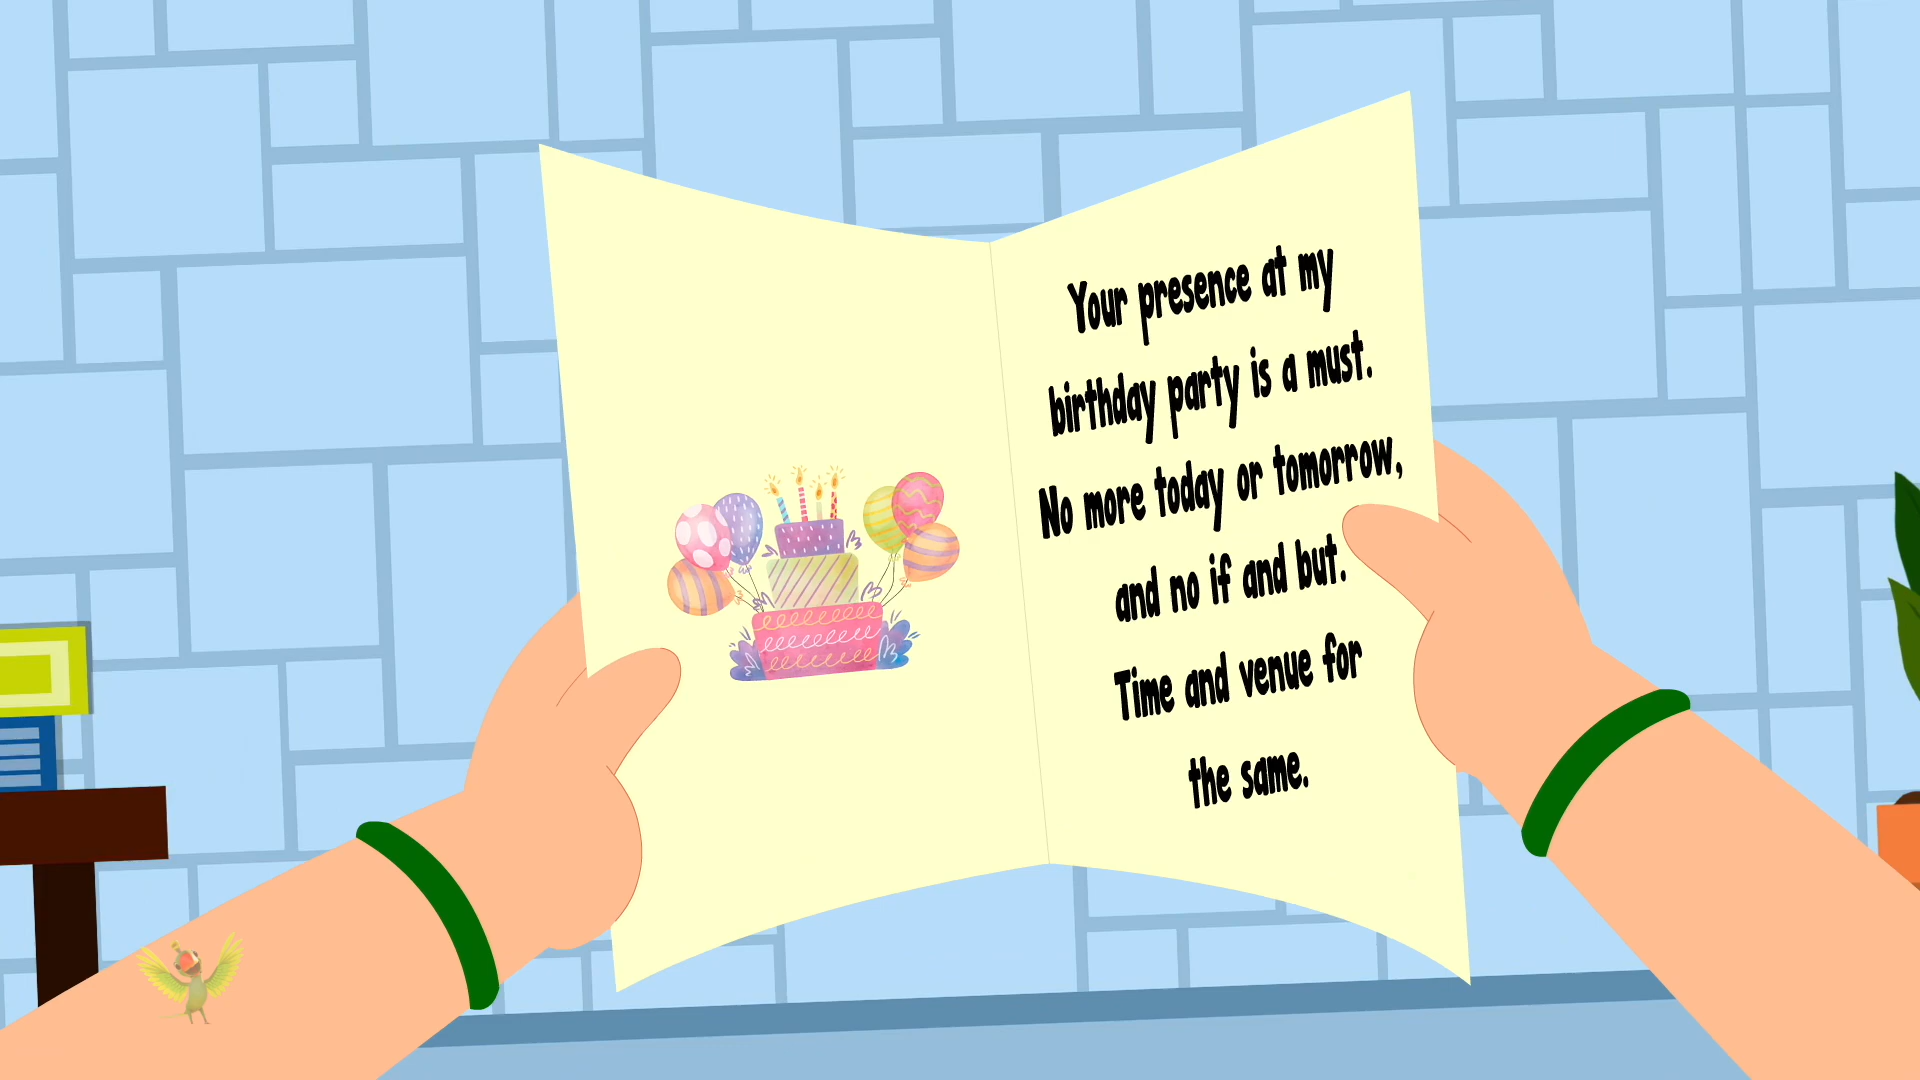 Your presence at my
birthday party is a must.
No more today or tomorrow,
and no if and but.
Time and venue for
the same.